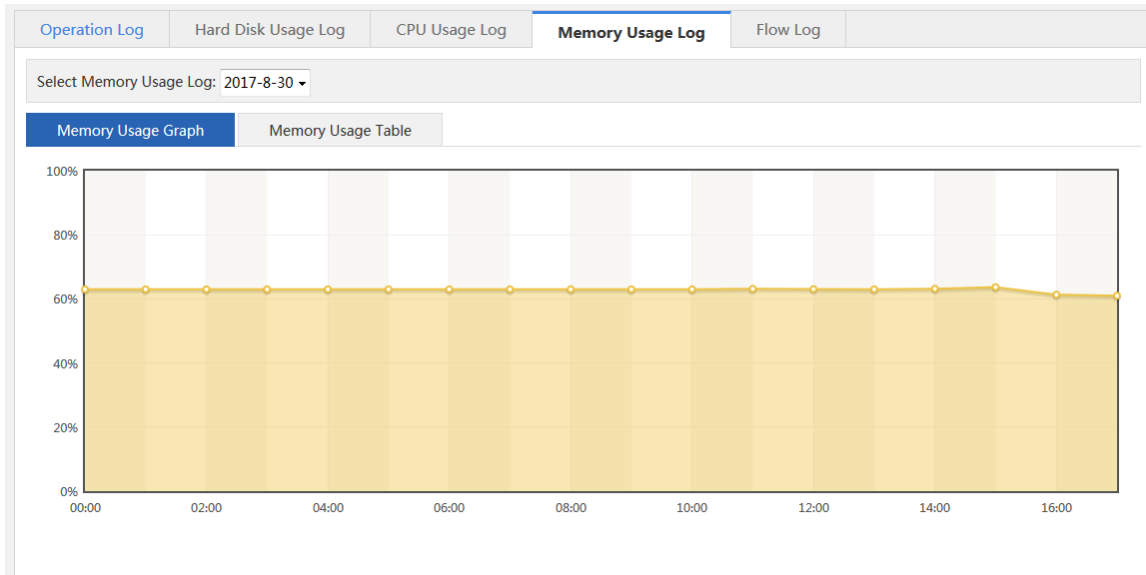 Operation Log Hard Disk Usage Log CPU Usage Log Memory Usage Log Flow Log
Select Memory Usage Log: 2017-8-30
Memory Usage Graph Memory Usage Table
100%
80%
60%
40%
20%
0%
00:00 02:00 04:00 06:00 08:00 10:00 12:00 14:00 16:00